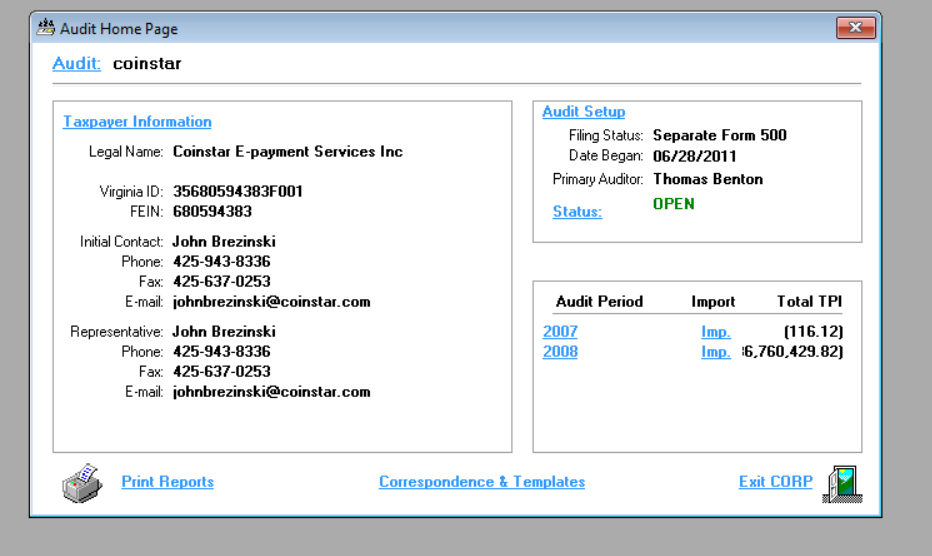 Audit Home Page
Audit: coinstar
Taxpayer Information
Legal Name: Coinstar E-payment Services Inc
Virginia ID: 35680594383F001
FEIN: 680594383
Initial Contact: John Brezinski
Phone: 425-943-8336
Fax: 425-637-0253
E-mail: johnbrezinski@coinstar.com
Representative: John Brezinski
Phone: 425-943-8336
Fax: 425-637-0253
E-mail: johnbrezinski@coinstar.com
Audit Setup
Filing Status: Separate Form 500
Date Began: 06/28/2011
Primary Auditor: Thomas Benton
Status: OPEN
Audit Period Import Total TPI
2007 Imp. (116.12)
2008 Imp. 6,760,429.82)
Print Reports
Correspondence & Templates
Exit CORP